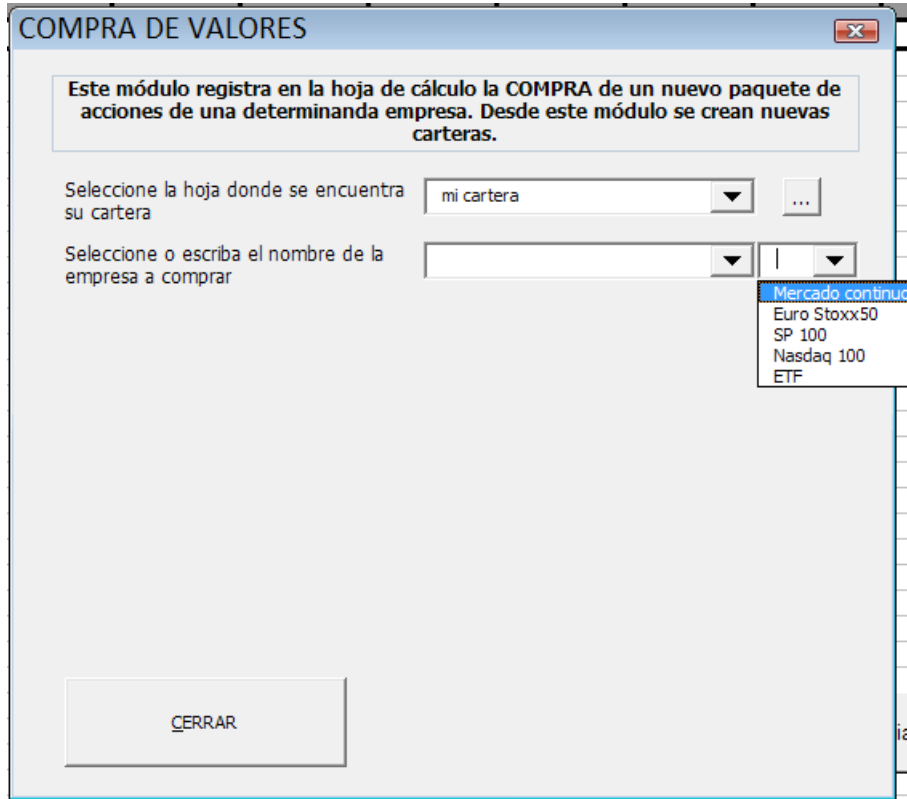 COMPRA DE VALORES
Este módulo registra en la hoja de cálculo la COMPRA de un nuevo paquete de
acciones de una determinanda empresa. Desde este módulo se crean nuevas
carteras.
Seleccione la hoja donde se encuentra
su cartera
mi cartera
...
Seleccione o escriba el nombre de la
empresa a comprar
Mercado continuo
Euro Stoxx50
SP 100
Nasdaq 100
ETF
CERRAR